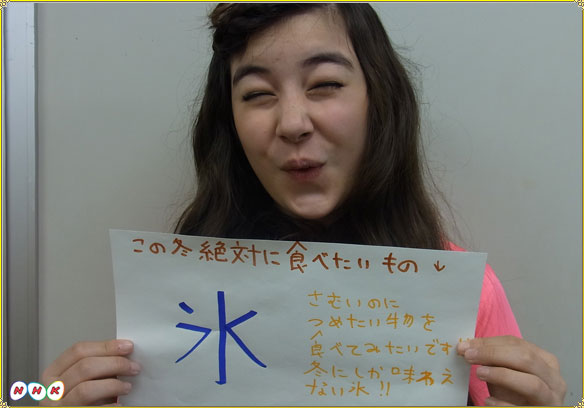 この冬絶対に食べたいもの↓
氷
さむいのに
つめたい物を
食べてみたいです!
冬にしか味わえ
ない氷!!
NHK